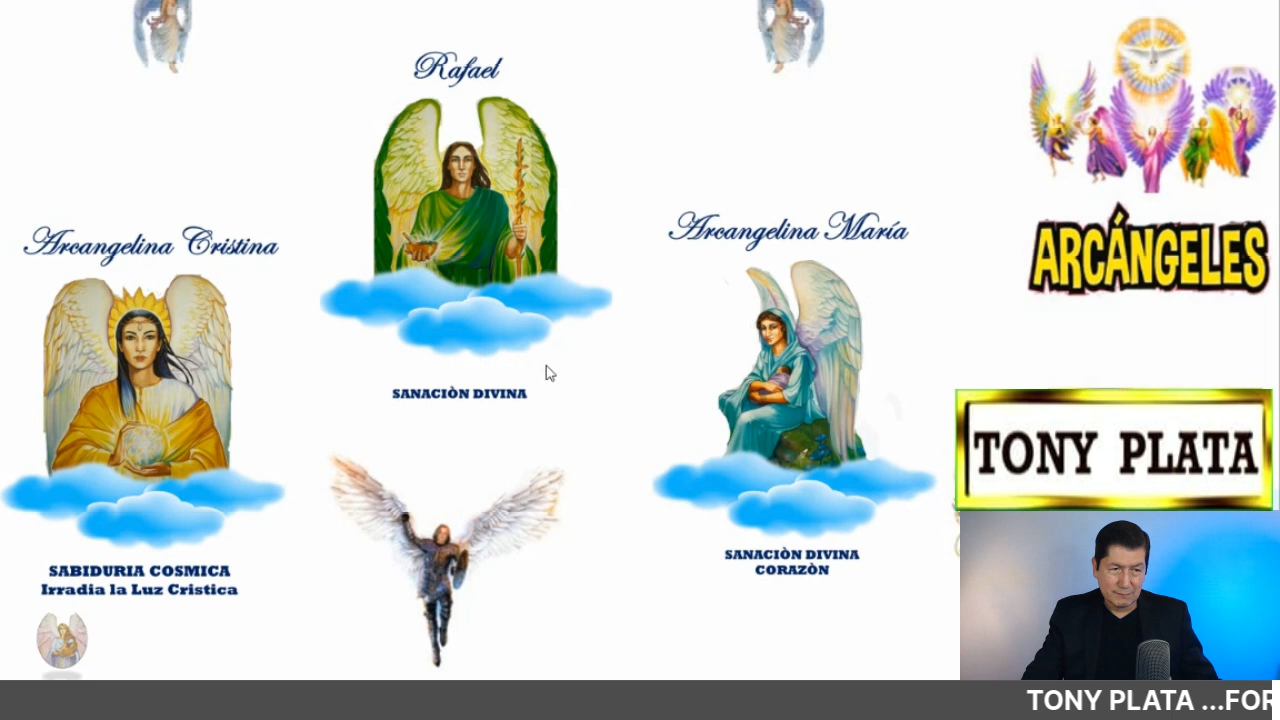 Rafael
Arcangelina Cristina
Arcangelina María
ARCÁNGELES
SANACIÒN DIVINA
TONY PLATA
SANACIÒN DIVINA
CORAZÒN
SABIDURIA COSMICA
Irradia la Luz Cristica
TONY PLATA ...FOR